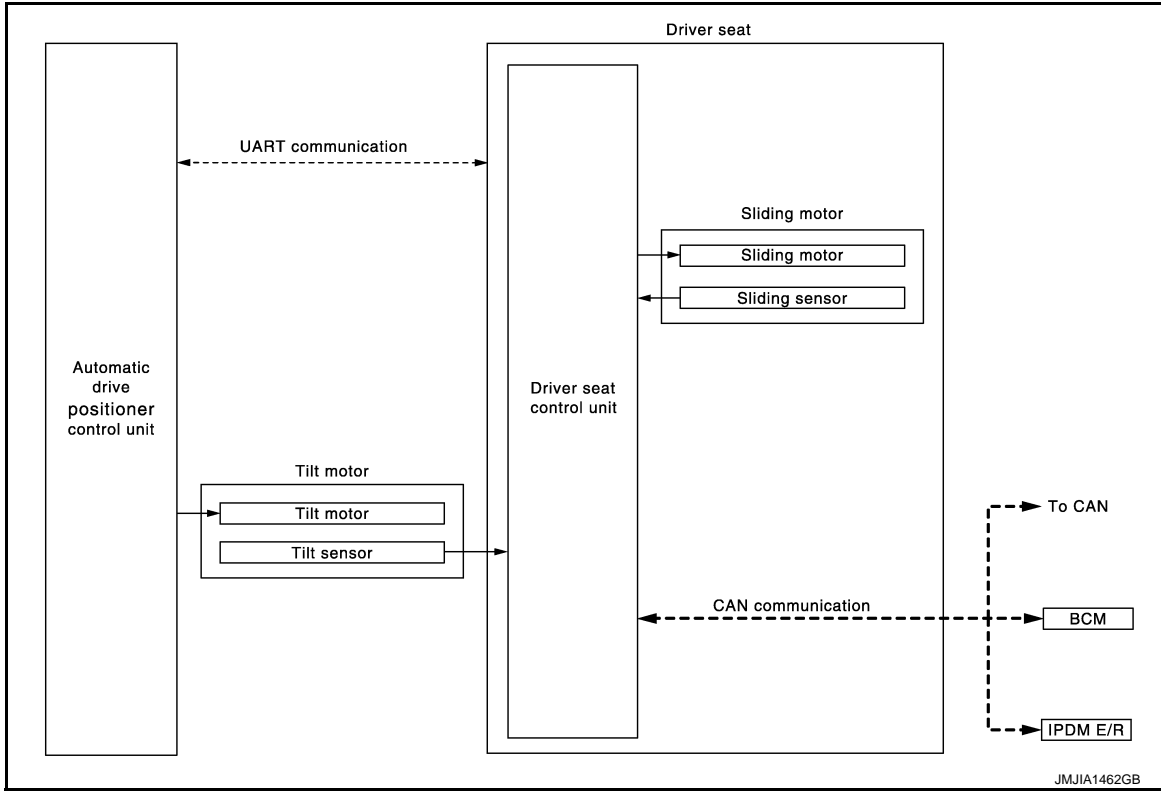 Driver seat
UART communication
Sliding motor
Sliding motor
Sliding sensor
Automatic
drive
positioner
control unit
Driver seat
control unit
Tilt motor
Tilt motor
Tilt sensor
To CAN
CAN communication
BCM
IPDM E/R
JMJIA1462GB